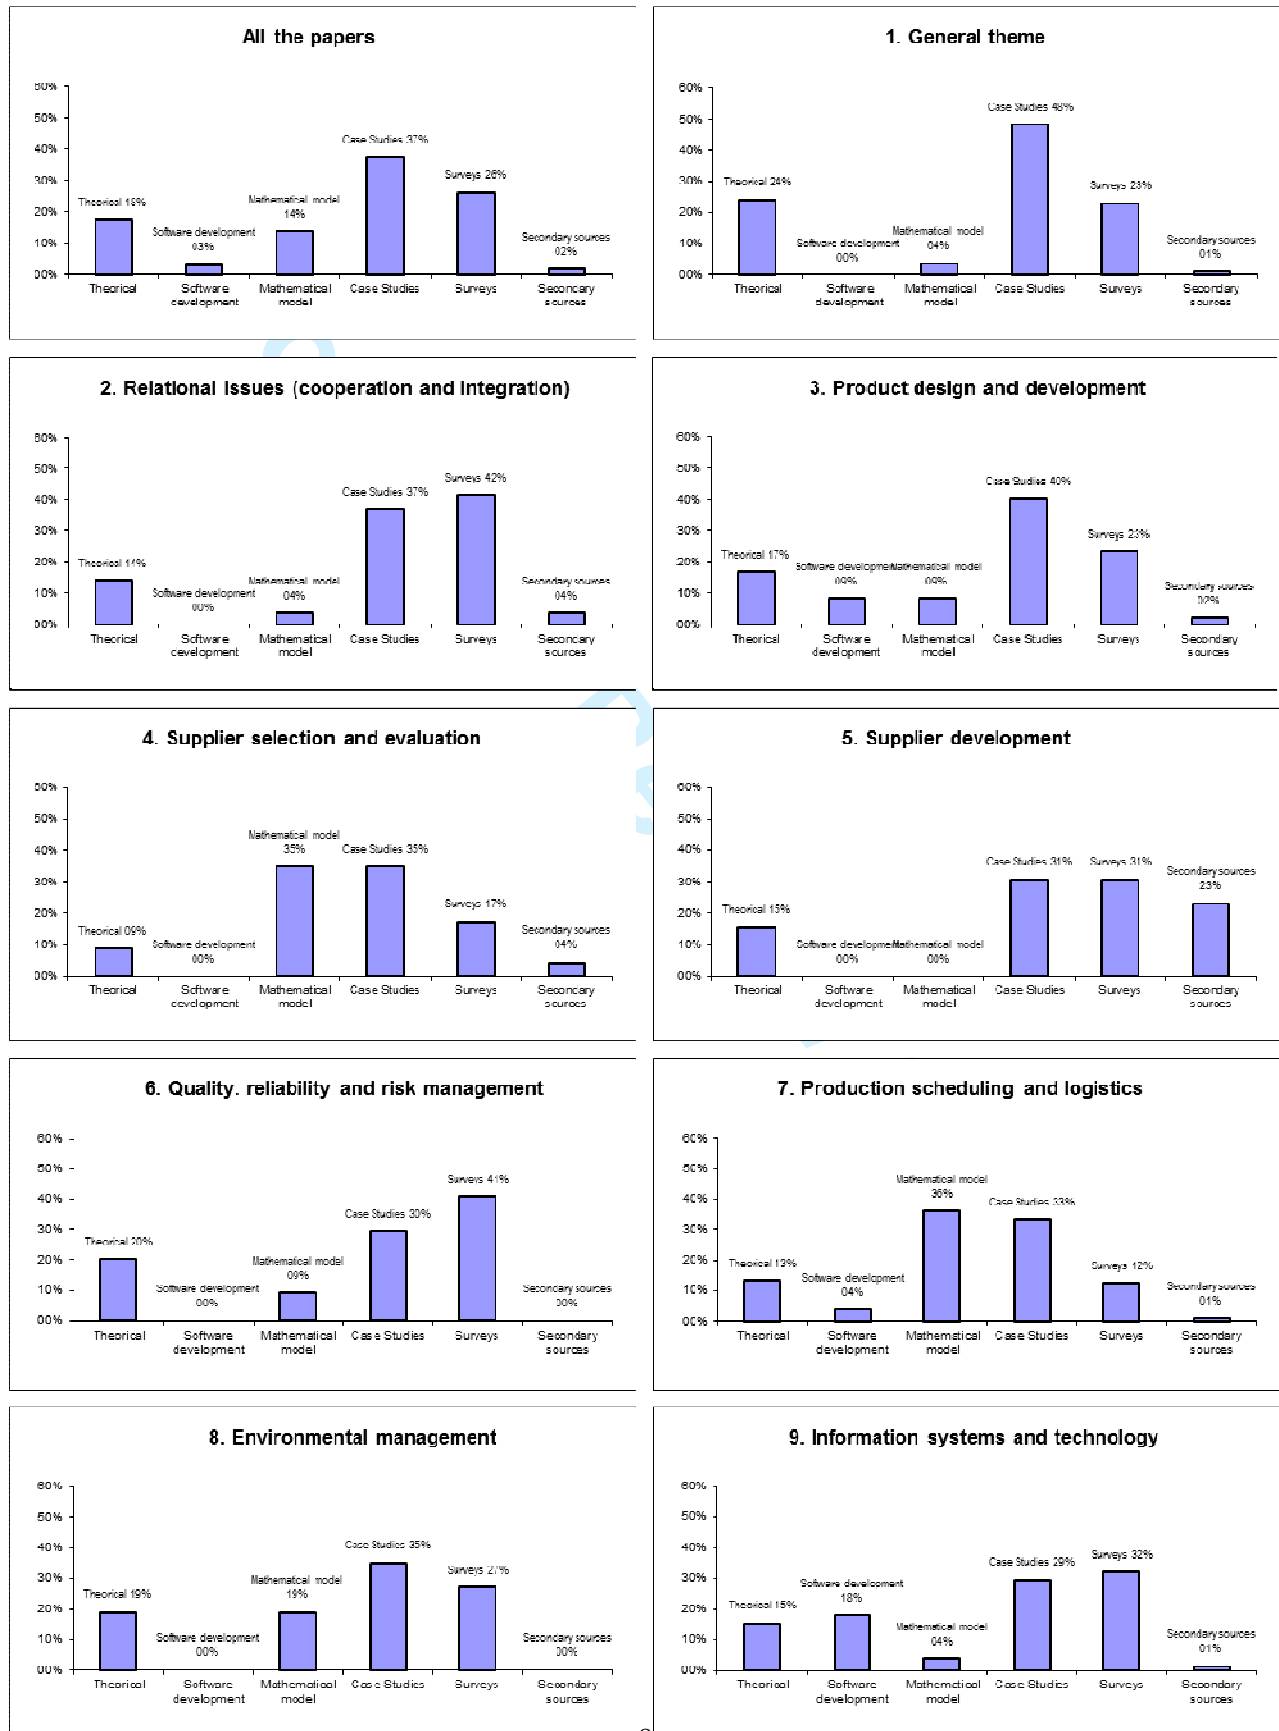 All the papers
60%
50%
40%
30%
20%
10%
00%
Theorical 18%
Software development
03%
Mathematical model
14%
Case Studies 37%
Surveys 26%
Secondary sources
02%
Theorical
Software
development
Mathematical
model
Case Studies
Surveys
Secondary
sources
1. General theme
60%
50%
40%
30%
20%
10%
00%
Theorical 24%
Software development
00%
Mathematical model
04%
Case Studies 48%
Surveys 23%
Secondary sources
01%
Theorical
Software
development
Mathematical
model
Case Studies
Surveys
Secondary
sources
2. Relational issues (cooperation and integration)
60%
50%
40%
30%
20%
10%
00%
Theorical 14%
Software development
00%
Mathematical model
04%
Case Studies 37%
Surveys 42%
Secondary sources
04%
Theorical
Software
development
Mathematical
model
Case Studies
Surveys
Secondary
sources
3. Product design and development
60%
50%
40%
30%
20%
10%
00%
Theorical 17%
Software development
09%
Mathematical model
09%
Case Studies 40%
Surveys 23%
Secondary sources
02%
Theorical
Software
development
Mathematical
model
Case Studies
Surveys
Secondary
sources
4. Supplier selection and evaluation
60%
50%
40%
30%
20%
10%
00%
Theorical 09%
Software development
00%
Mathematical model
35%
Case Studies 35%
Surveys 17%
Secondary sources
04%
Theorical
Software
development
Mathematical
model
Case Studies
Surveys
Secondary
sources
5. Supplier development
60%
50%
40%
30%
20%
10%
00%
Theorical 15%
Software development
00%
Mathematical model
00%
Case Studies 31%
Surveys 31%
Secondary sources
23%
Theorical
Software
development
Mathematical
model
Case Studies
Surveys
Secondary
sources
6. Quality, reliability and risk management
60%
50%
40%
30%
20%
10%
00%
Theorical 20%
Software development
00%
Mathematical model
09%
Case Studies 30%
Surveys 41%
Secondary sources
00%
Theorical
Software
development
Mathematical
model
Case Studies
Surveys
Secondary
sources
7. Production scheduling and logistics
60%
50%
40%
30%
20%
10%
00%
Theorical 13%
Software development
04%
Mathematical model
36%
Case Studies 33%
Surveys 12%
Secondary sources
01%
Theorical
Software
development
Mathematical
model
Case Studies
Surveys
Secondary
sources
8. Environmental management
60%
50%
40%
30%
20%
10%
00%
Theorical 19%
Software development
00%
Mathematical model
19%
Case Studies 35%
Surveys 27%
Secondary sources
00%
Theorical
Software
development
Mathematical
model
Case Studies
Surveys
Secondary
sources
9. Information systems and technology
60%
50%
40%
30%
20%
10%
00%
Theorical 15%
Software development
18%
Mathematical model
04%
Case Studies 29%
Surveys 32%
Secondary sources
01%
Theorical
Software
development
Mathematical
model
Case Studies
Surveys
Secondary
sources